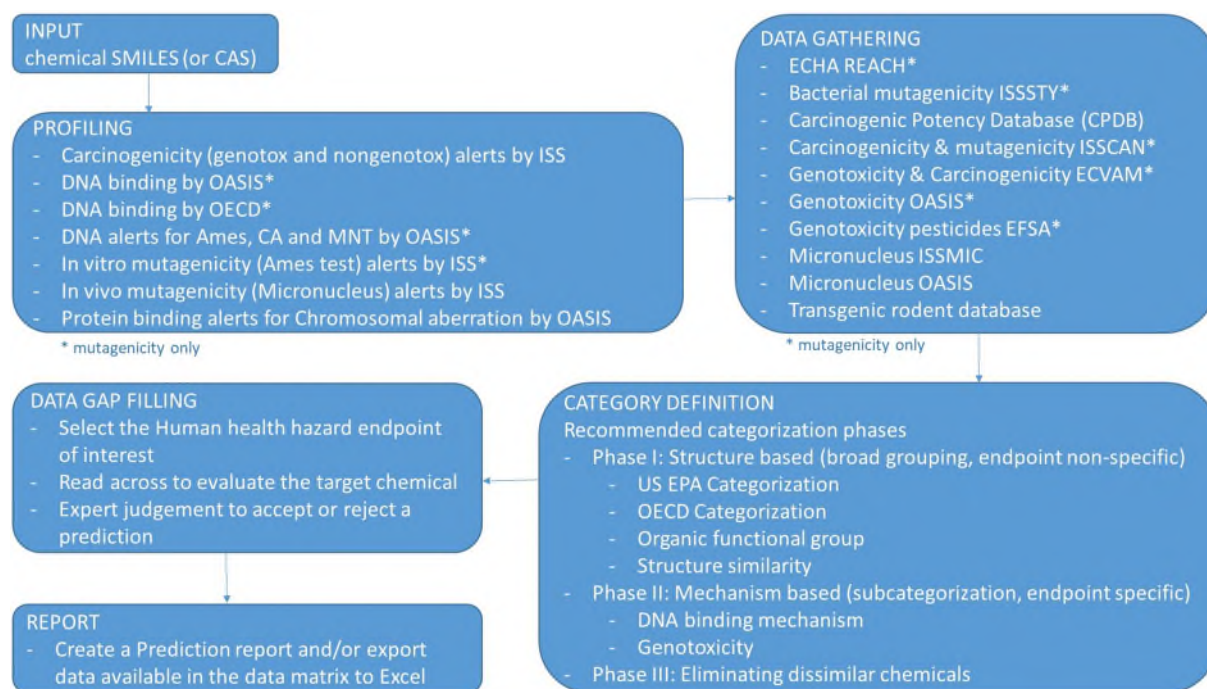 INPUT
chemical SMILES (or CAS)
PROFILING
- Carcinogenicity (genotox and nongenotox) alerts by ISS
- DNA binding by OASIS*
- DNA binding by OECD*
- DNA alerts for Ames, CA and MNT by OASIS*
- In vitro mutagenicity (Ames test) alerts by ISS*
- In vivo mutagenicity (Micronucleus) alerts by ISS
- Protein binding alerts for Chromosomal aberration by OASIS
* mutagenicity only
DATA GATHERING
- ECHA REACH*
- Bacterial mutagenicity ISSSTY*
- Carcinogenic Potency Database (CPDB)
- Carcinogenicity & mutagenicity ISSCAN*
- Genotoxicity & Carcinogenicity ECVAM*
- Genotoxicity OASIS*
- Genotoxicity pesticides EFSA*
- Micronucleus ISSMIC
- Micronucleus OASIS
- Transgenic rodent database
* mutagenicity only
CATEGORY DEFINITION
Recommended categorization phases
- Phase I: Structure based (broad grouping, endpoint non-specific)
- US EPA Categorization
- OECD Categorization
- Organic functional group
- Structure similarity
- Phase II: Mechanism based (subcategorization, endpoint specific)
- DNA binding mechanism
- Genotoxicity
- Phase III: Eliminating dissimilar chemicals
DATA GAP FILLING
- Select the Human health hazard endpoint
of interest
- Read across to evaluate the target chemical
- Expert judgement to accept or reject a
prediction
REPORT
- Create a Prediction report and/or export
data available in the data matrix to Excel